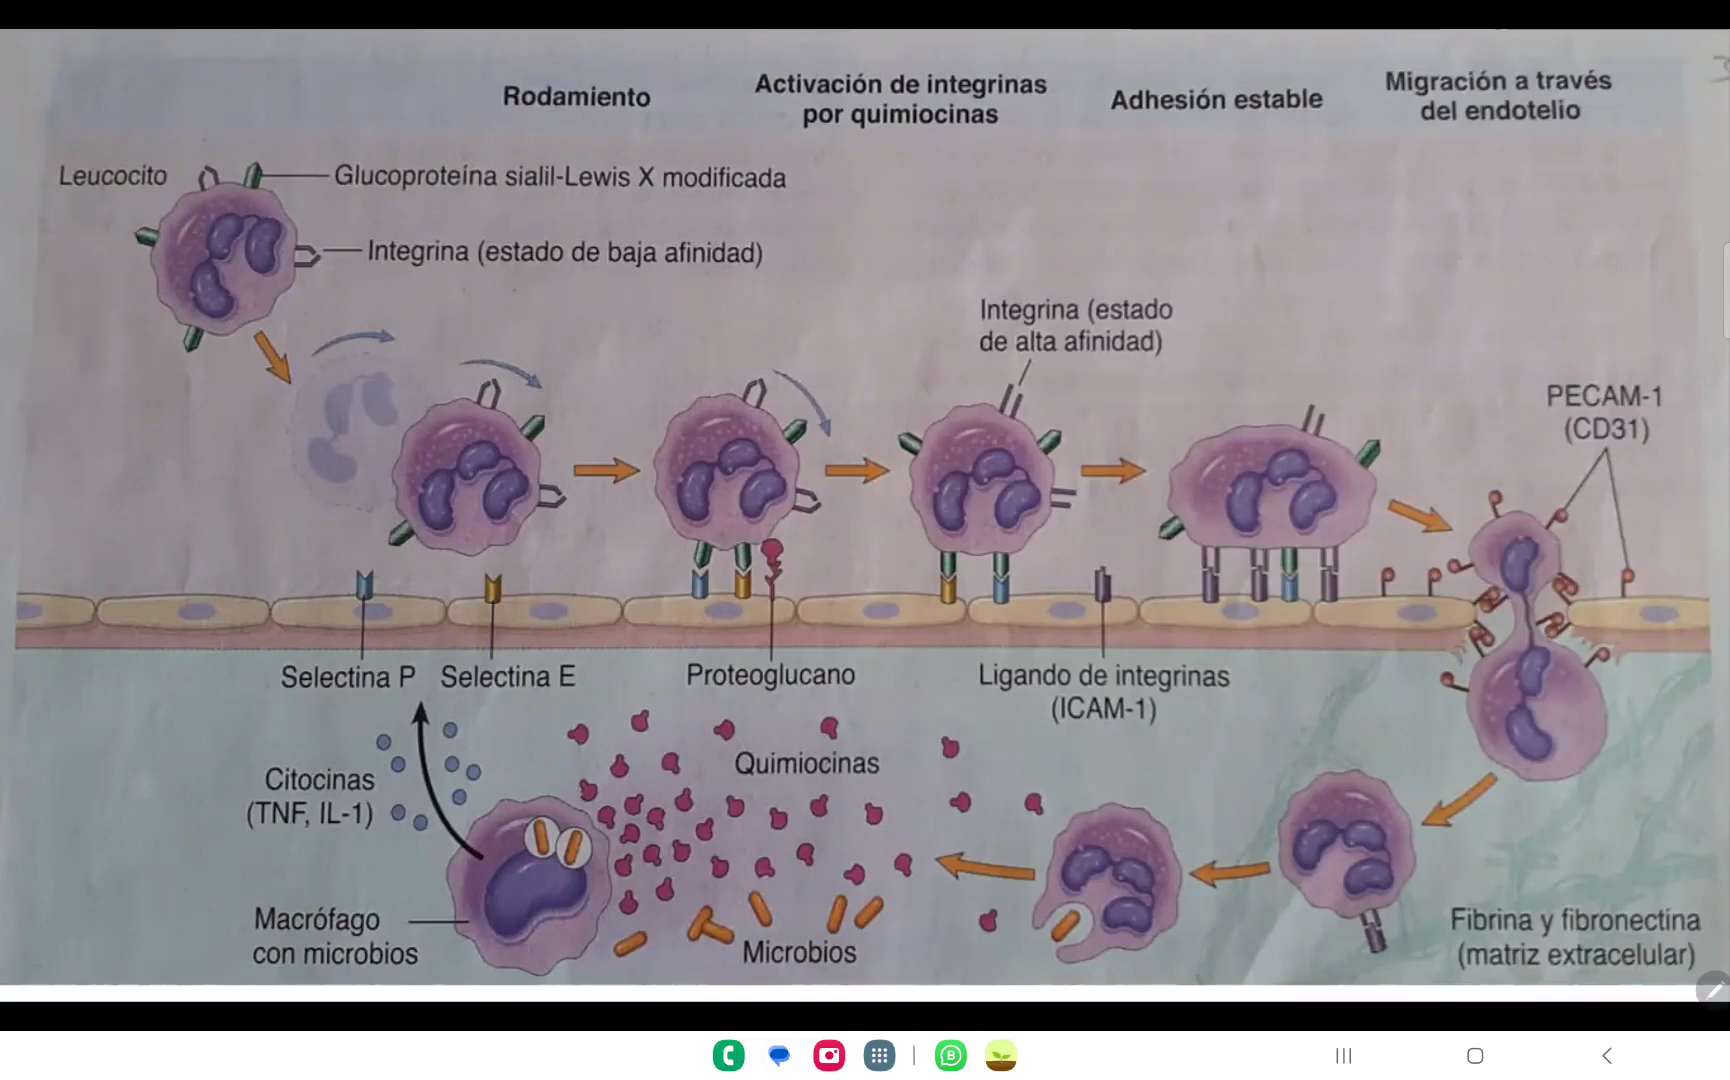 Rodamiento
Activación de integrinas
por quimiocinas
Adhesión estable
Migración a través
del endotelio
Leucocito
Glucoproteína sialil-Lewis X modificada
Integrina (estado de baja afinidad)
Integrina (estado
de alta afinidad)
PECAM-1
(CD31)
Selectina P
Selectina E
Proteoglucano
Ligando de integrinas
(ICAM-1)
Citocinas
(TNF, IL-1)
Quimiocinas
Macrófago
con microbios
Microbios
Fibrina y fibronectina
(matriz extracelular)